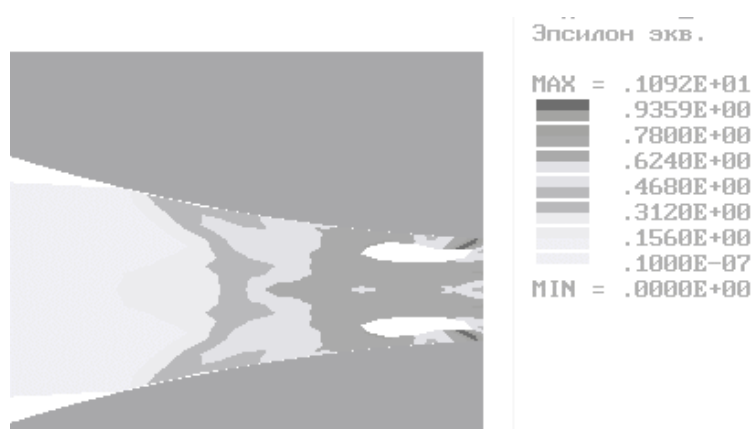 Эпсилон экв.
MAX = .1092E+01
.9359E+00
.7800E+00
.6240E+00
.4680E+00
.3120E+00
.1560E+00
.1000E-07
MIN = .0000E+00